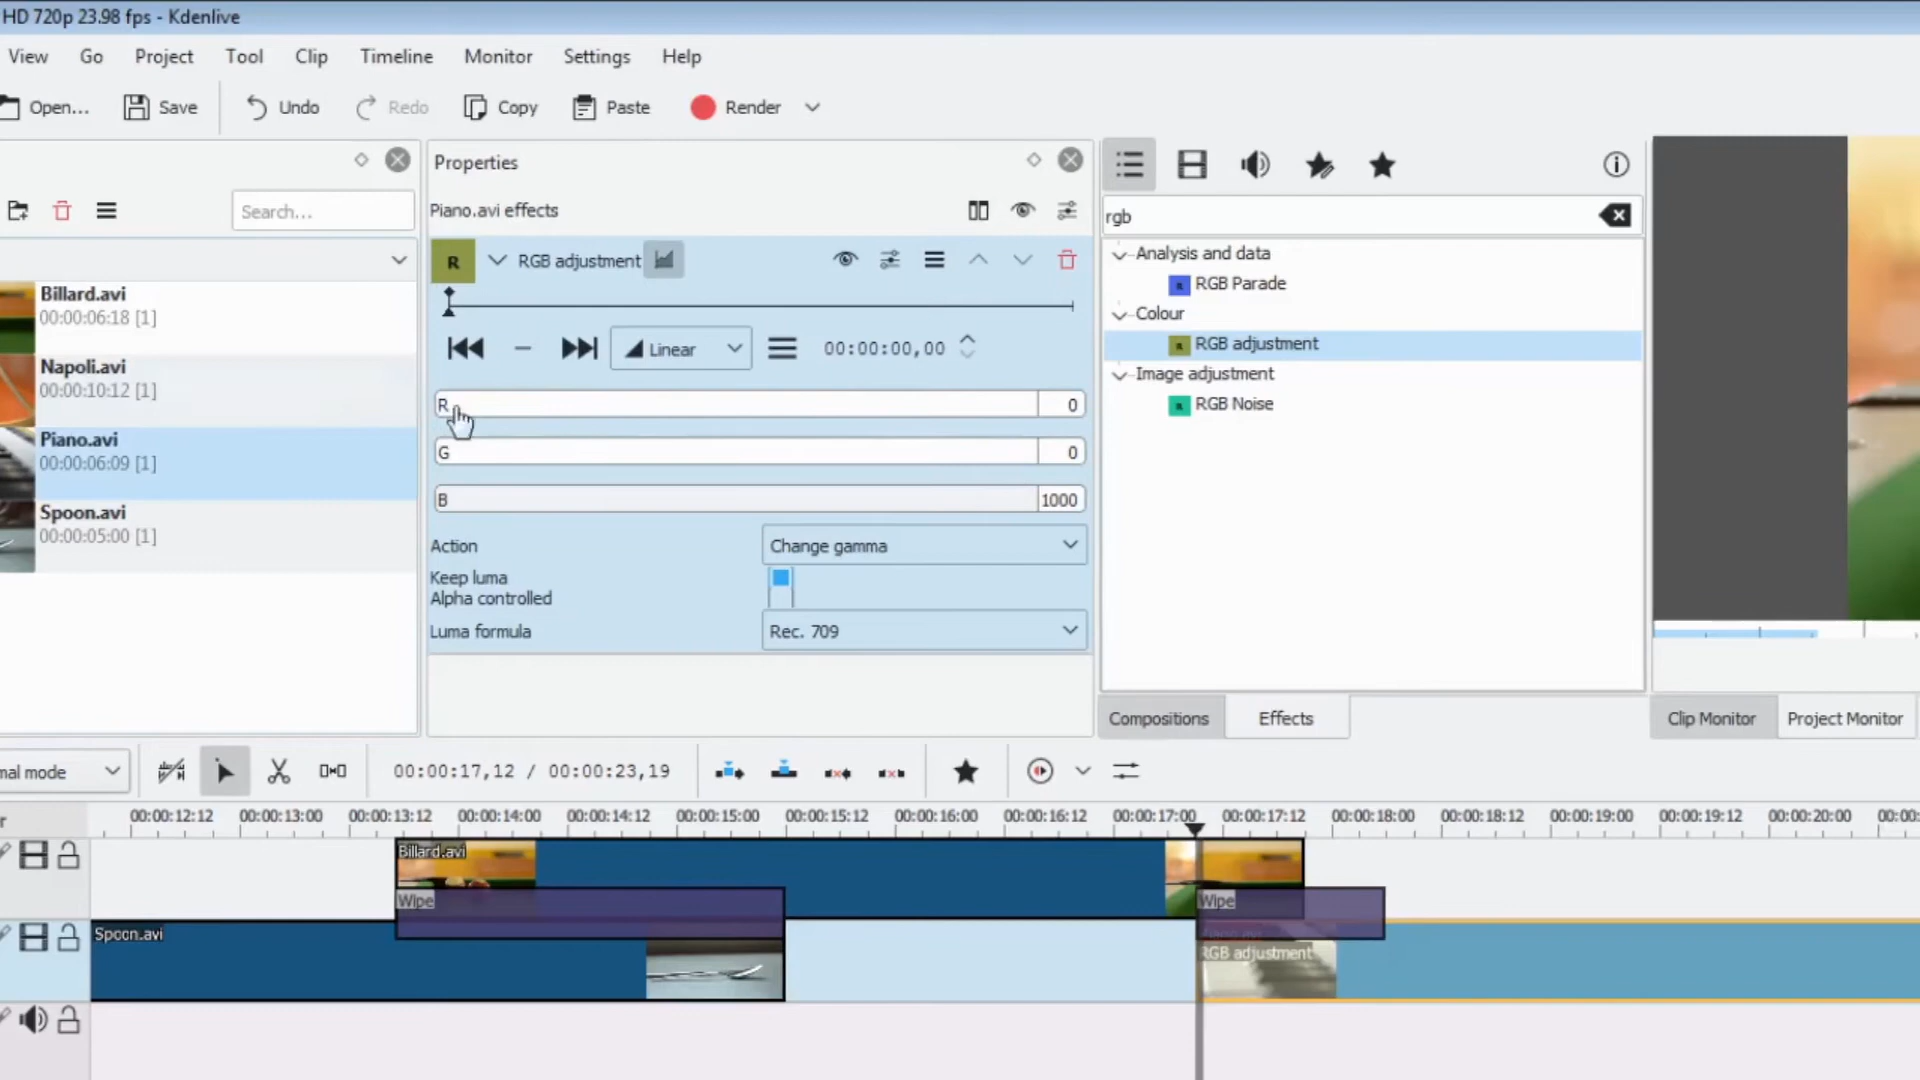 HD 720p 23.98 fps - Kdenlive
View Go Project Tool Clip Timeline Monitor Settings Help
Open... Save Undo Redo Copy Paste Render
Properties
Search...
Piano.avi effects
rgb
R RGB adjustment
Analysis and data
RGB Parade
Colour
RGB adjustment
Image adjustment
RGB Noise
Billard.avi
00:00:06:18 [1]
Napoli.avi
00:00:10:12 [1]
Piano.avi
00:00:06:09 [1]
Spoon.avi
00:00:05:00 [1]
Linear 00:00:00,00
R 0
G 0
B 1000
Action Change gamma
Keep luma
Alpha controlled
Luma formula Rec. 709
Compositions Effects
Clip Monitor Project Monitor
nal mode 00:00:17,12 / 00:00:23,19
r 00:00:12:12 00:00:13:00 00:00:13:12 00:00:14:00 00:00:14:12 00:00:15:00 00:00:15:12 00:00:16:00 00:00:16:12 00:00:17:00 00:00:17:12 00:00:18:00 00:00:18:12 00:00:19:00 00:00:19:12 00:00:20:00 00:00
Billard.avi
Wipe Wipe
Spoon.avi
RGB adjustment